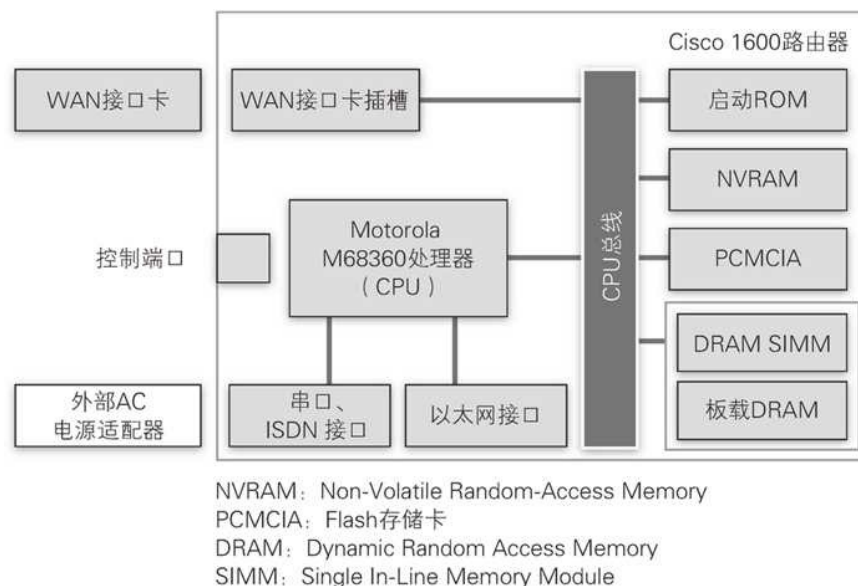 Cisco 1600路由器
WAN接口卡
WAN接口卡插槽
启动ROM
NVRAM
Motorola
M68360处理器
（CPU）
控制端口
CPU总线
PCMCIA
DRAM SIMM
外部AC
电源适配器
串口、
ISDN 接口
以太网接口
板载DRAM
NVRAM：Non-Volatile Random-Access Memory
PCMCIA：Flash存储卡
DRAM：Dynamic Random Access Memory
SIMM：Single In-Line Memory Module